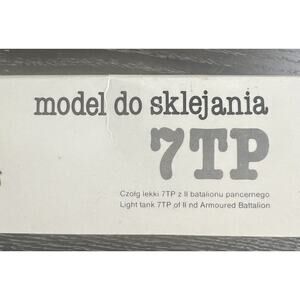 model do sklejania
7TP
Czołg lekki 7TP z II batalionu pancernego
Light tank 7TP of II nd Armoured Battalion